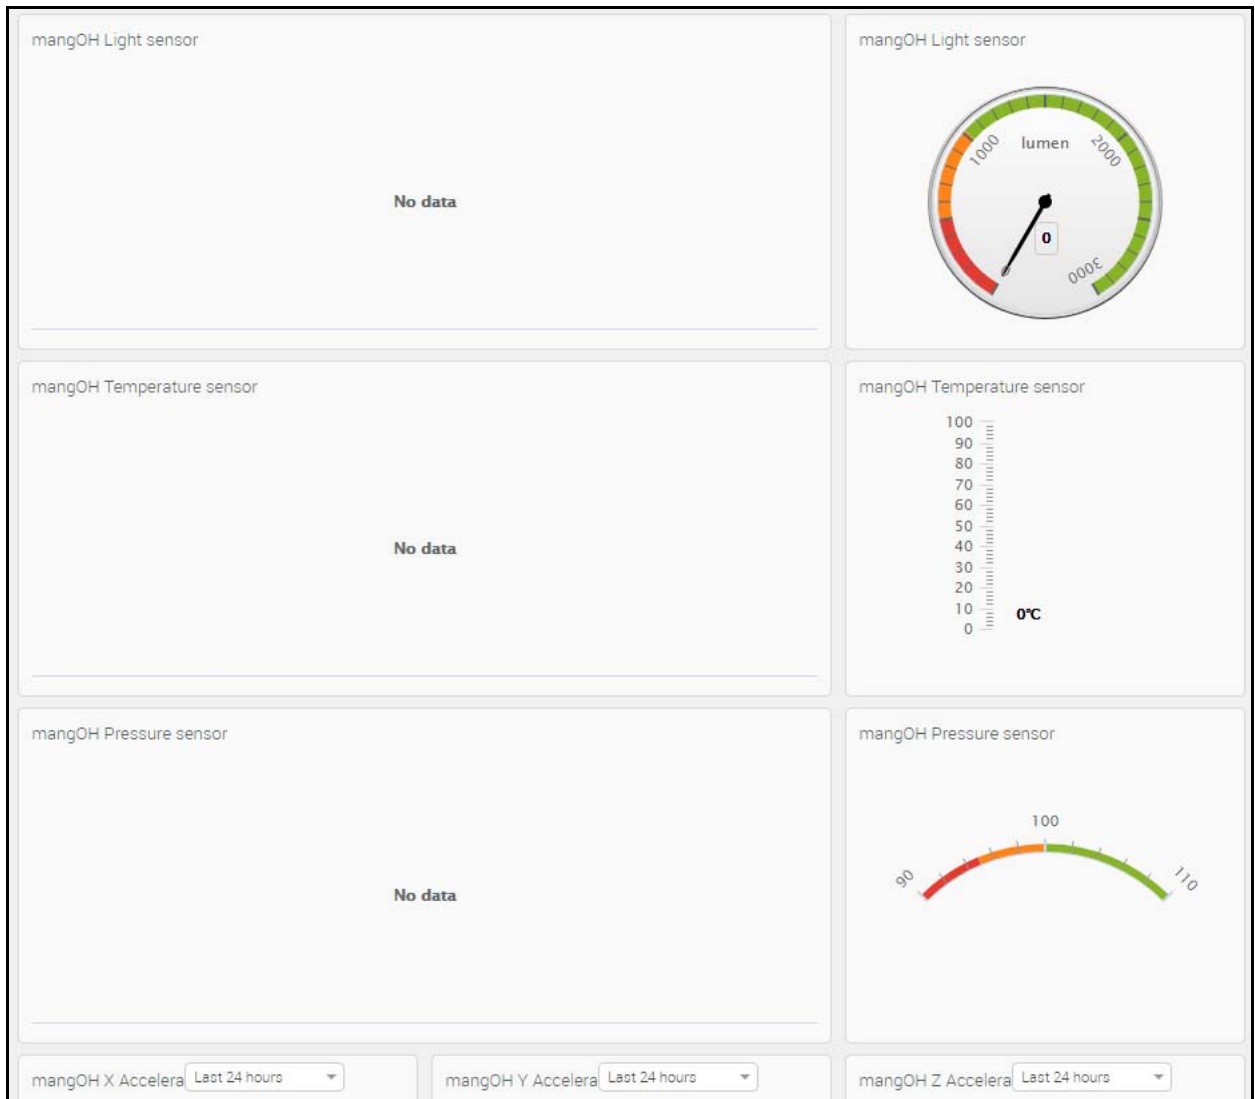 mangOH Light sensor
No data
mangOH Light sensor
lumen
1000
2000
3000
0
mangOH Temperature sensor
No data
mangOH Temperature sensor
100
90
80
70
60
50
40
30
20
10
0
0°C
mangOH Pressure sensor
No data
mangOH Pressure sensor
90
100
110
mangOH X Accelera Last 24 hours
mangOH Y Accelera Last 24 hours
mangOH Z Accelera Last 24 hours